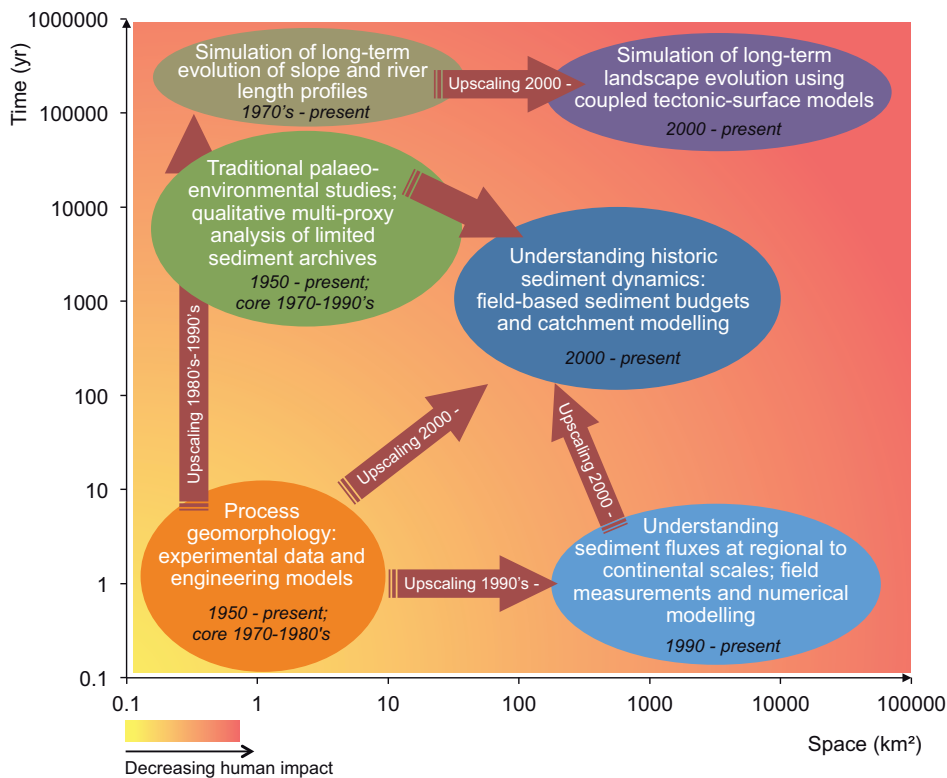 Time (yr)
1000000
100000
10000
1000
100
10
1
0.1
Simulation of long-term
evolution of slope and river
length profiles
1970's - present
Upscaling 2000 -
Simulation of long-term
landscape evolution using
coupled tectonic-surface models
2000 - present
Traditional palaeo-
environmental studies;
qualitative multi-proxy
analysis of limited
sediment archives
1950 - present;
core 1970-1990's
Understanding historic
sediment dynamics:
field-based sediment budgets
and catchment modelling
2000 - present
Upscaling 1980's-1990's
Upscaling 2000 -
Upscaling 2000 -
Process
geomorphology:
experimental data and
engineering models
1950 - present;
core 1970-1980's
Upscaling 1990's -
Understanding
sediment fluxes at regional to
continental scales; field
measurements and numerical
modelling
1990 - present
0.1 1 10 100 1000 10000 100000
Space (km²)
Decreasing human impact